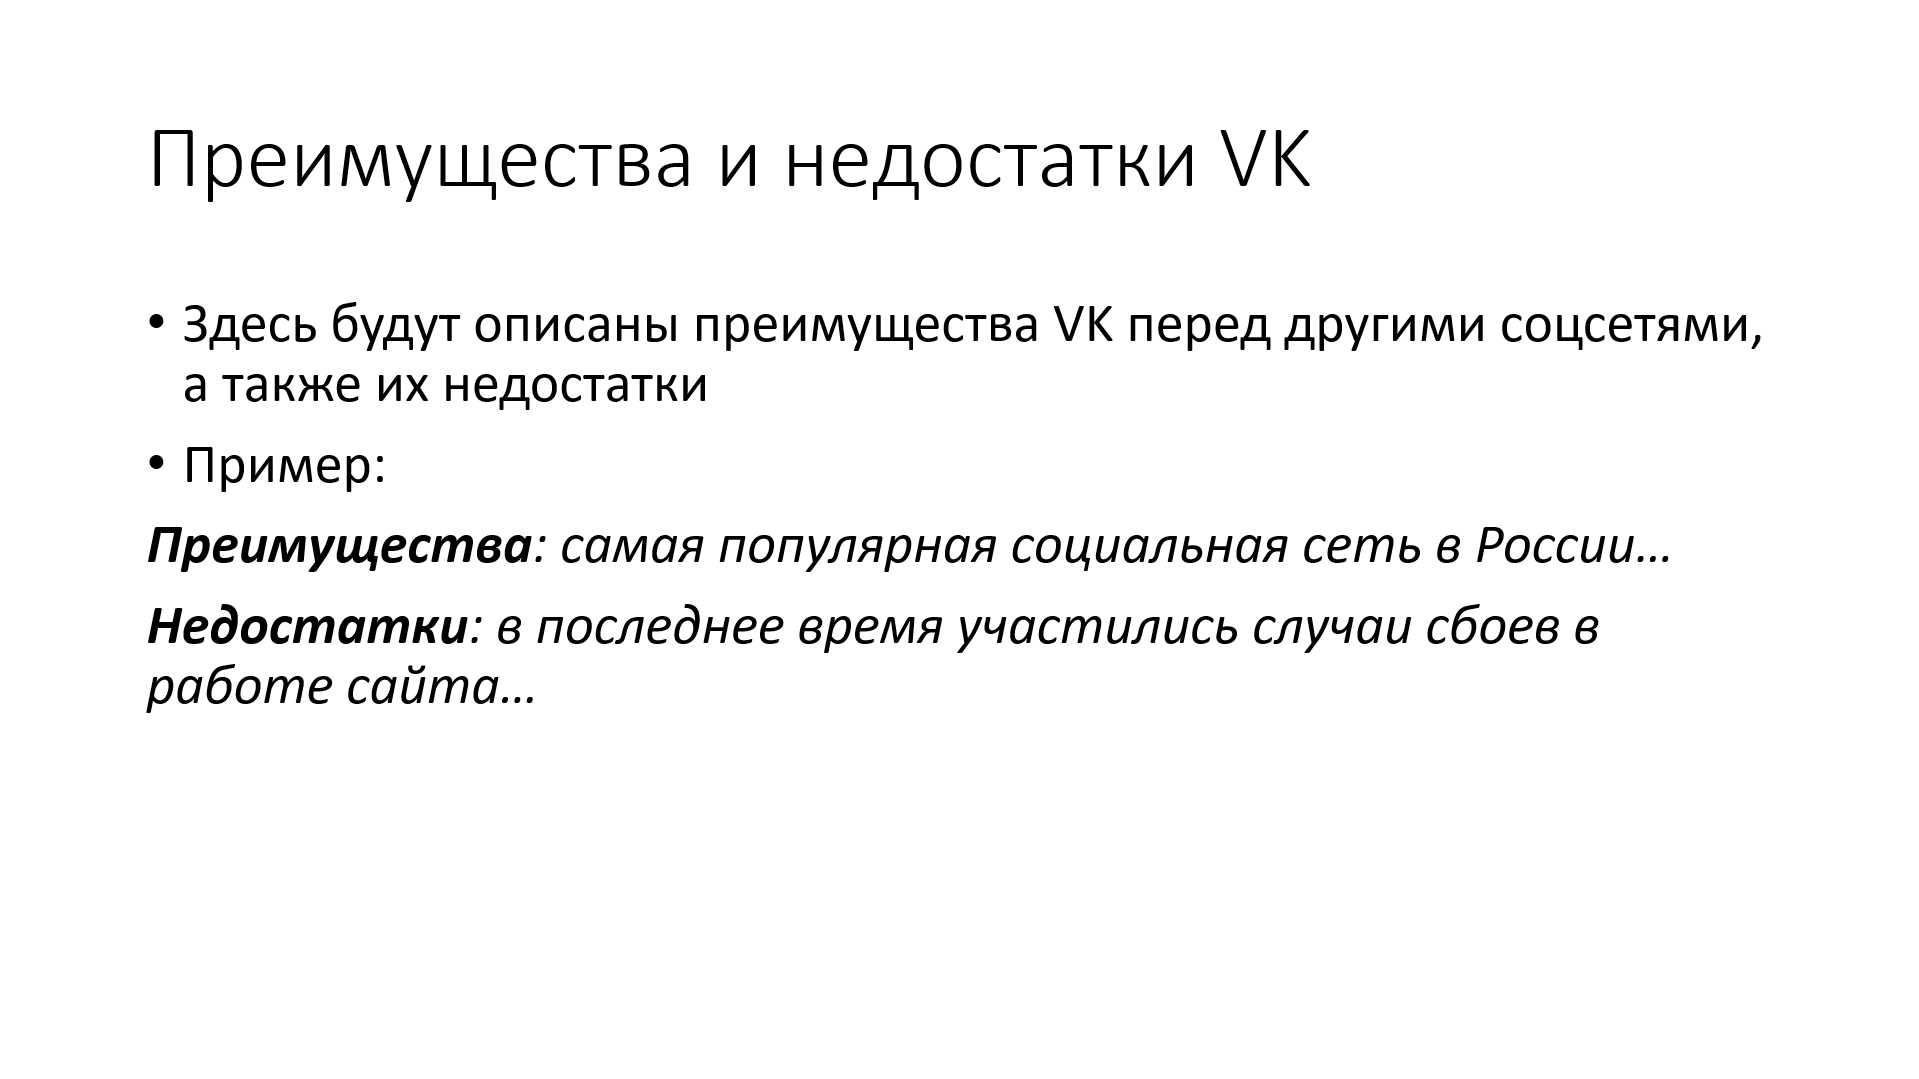 Преимущества и недостатки VK
• Здесь будут описаны преимущества VK перед другими соцсетями,
а также их недостатки
• Пример:
Преимущества: самая популярная социальная сеть в России…
Недостатки: в последнее время участились случаи сбоев в
работе сайта…